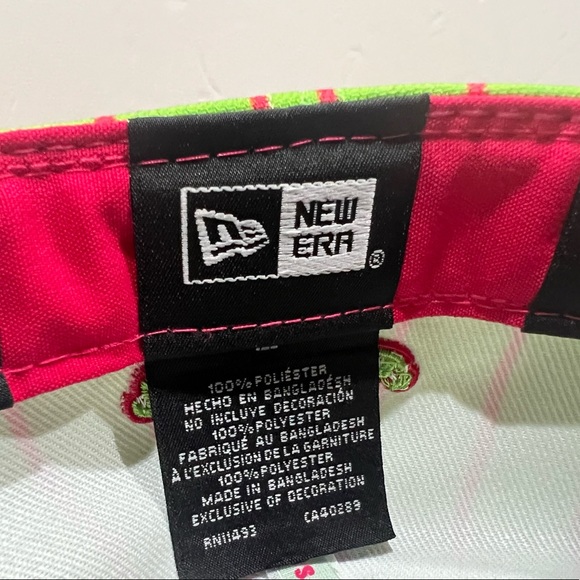 NEW
ERA
®
100% POLIÉSTER
HECHO EN BANGLADÉSH
NO INCLUYE DECORACIÓN
100% POLYESTER
FABRIQUÉ AU BANGLADESH
À L'EXCLUSION DE LA GARNITURE
100% POLYESTER
MADE IN BANGLADESH
EXCLUSIVE OF DECORATION
RN11493 CA40289